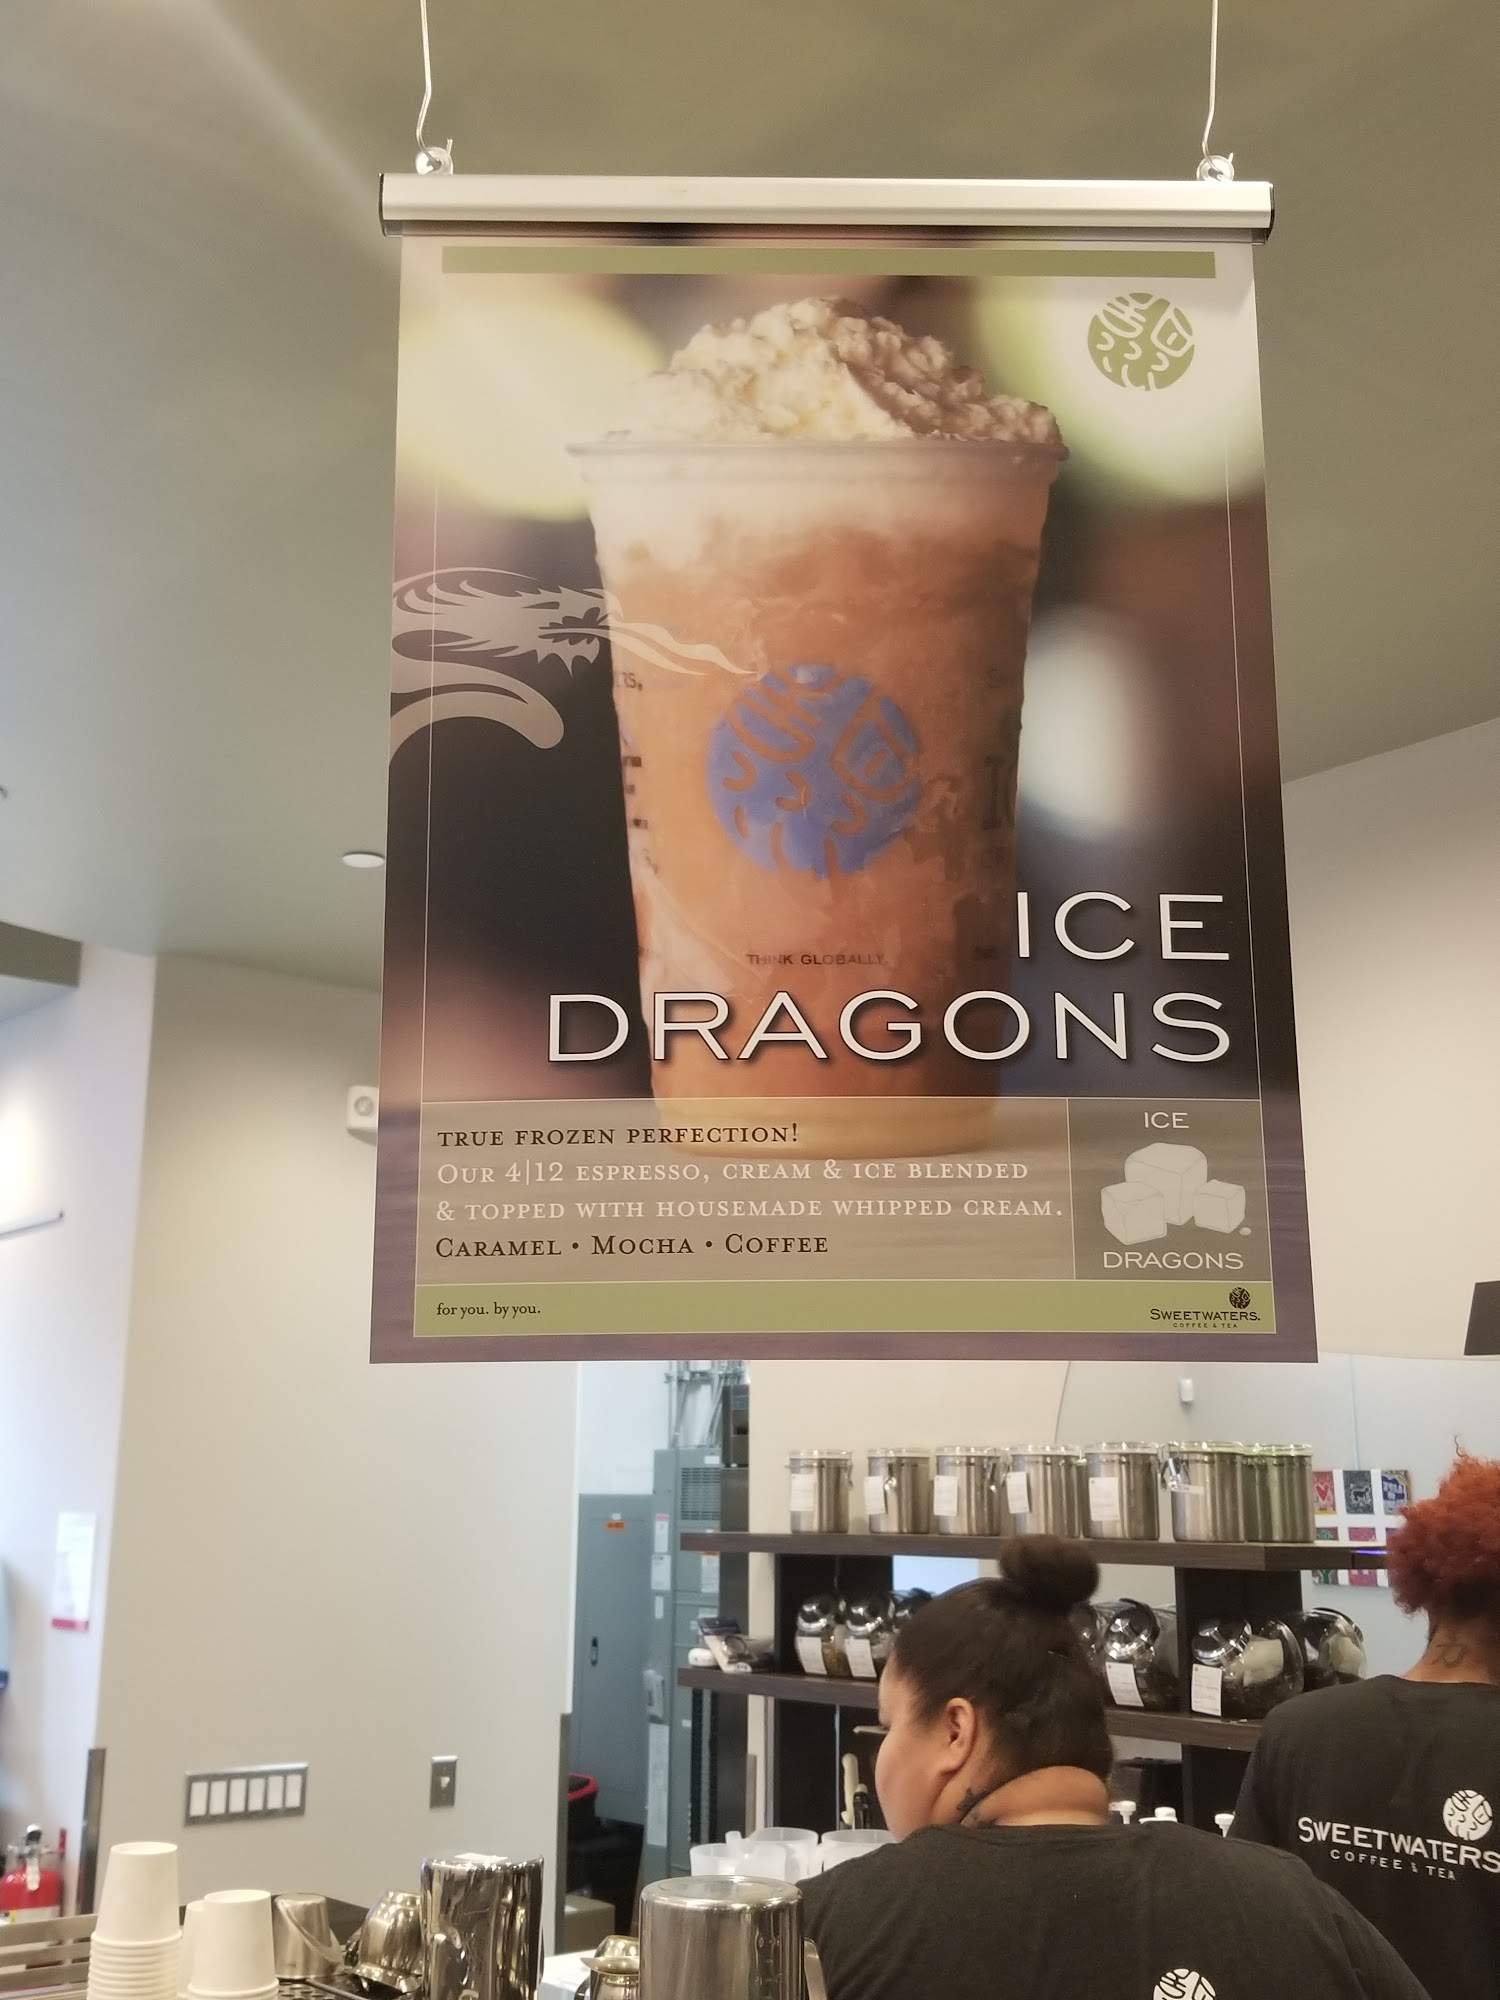 THINK GLOBALLY.
ICE
DRAGONS
TRUE FROZEN PERFECTION!
OUR 4|12 ESPRESSO, CREAM & ICE BLENDED
& TOPPED WITH HOUSEMADE WHIPPED CREAM.
CARAMEL • MOCHA • COFFEE
ICE
DRAGONS
for you. by you.
SWEETWATERS.
COFFEE & TEA
SWEETWATERS
COFFEE & TEA